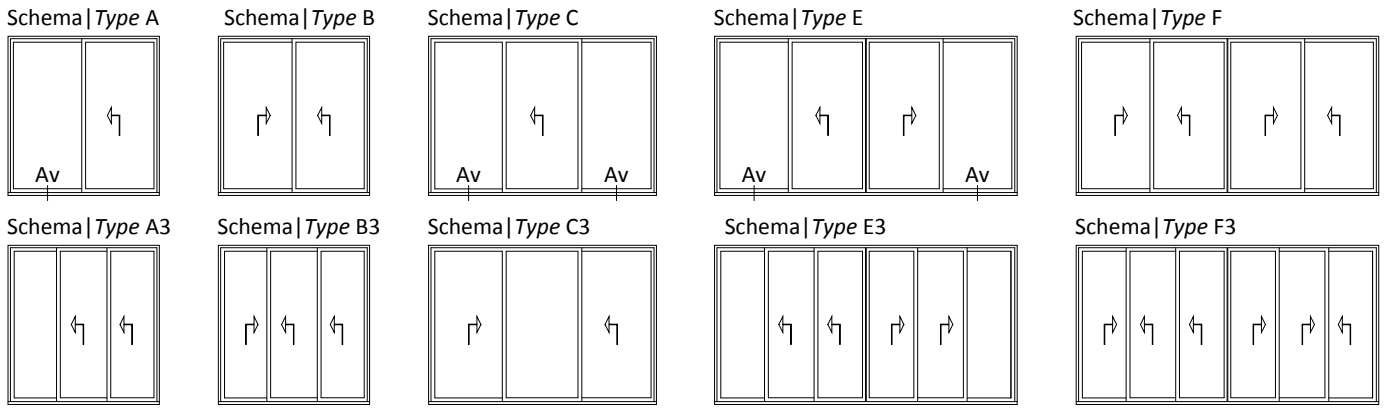 Schema|Type A
Schema|Type B
Schema|Type C
Schema|Type E
Schema|Type F
Av
Av
Av
Av
Av
Schema|Type A3
Schema|Type B3
Schema|Type C3
Schema|Type E3
Schema|Type F3